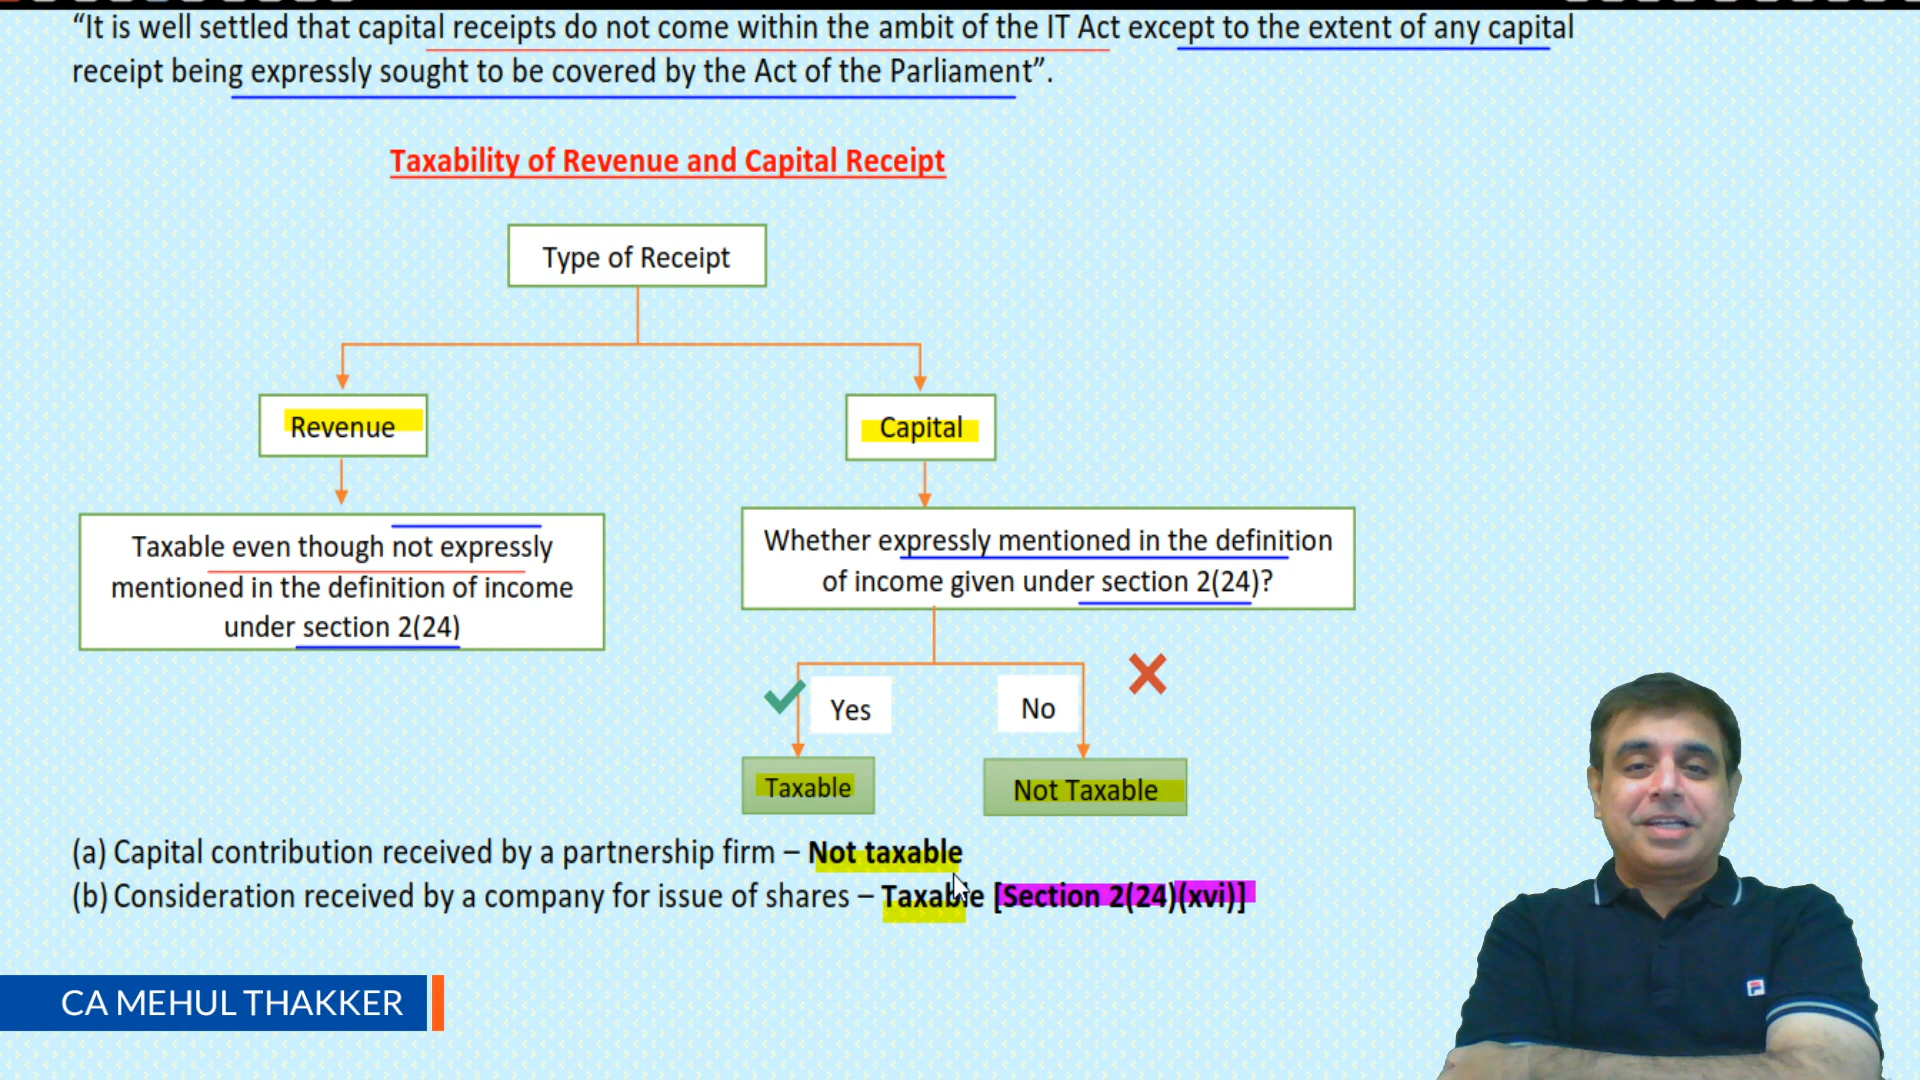 “It is well settled that capital receipts do not come within the ambit of the IT Act except to the extent of any capital
receipt being expressly sought to be covered by the Act of the Parliament”.
Taxability of Revenue and Capital Receipt
Type of Receipt
Revenue
Capital
Taxable even though not expressly
mentioned in the definition of income
under section 2(24)
Whether expressly mentioned in the definition
of income given under section 2(24)?
Yes
No
Taxable
Not Taxable
(a) Capital contribution received by a partnership firm – Not taxable
(b) Consideration received by a company for issue of shares – Taxable [Section 2(24)(xvi)]
CA MEHUL THAKKER